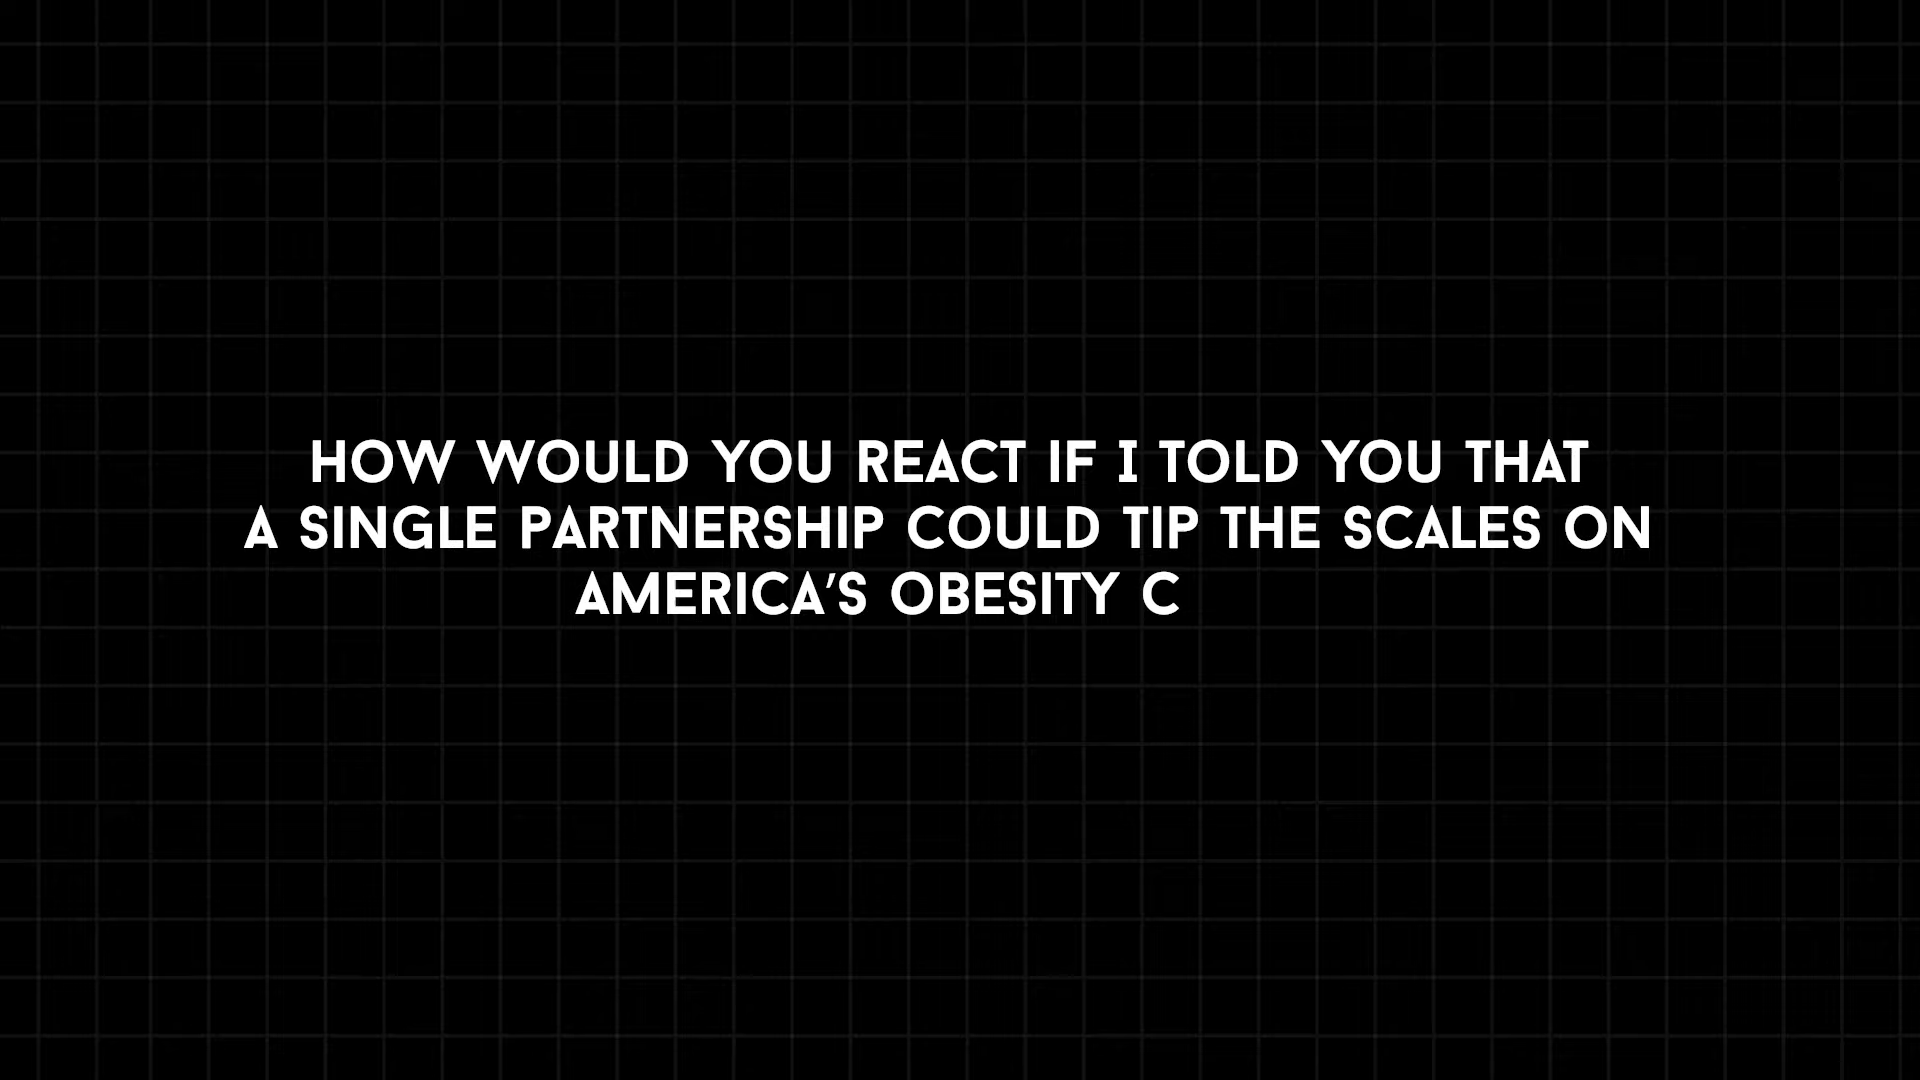 HOW WOULD YOU REACT IF I TOLD YOU THAT
A SINGLE PARTNERSHIP COULD TIP THE SCALES ON
AMERICA'S OBESITY C